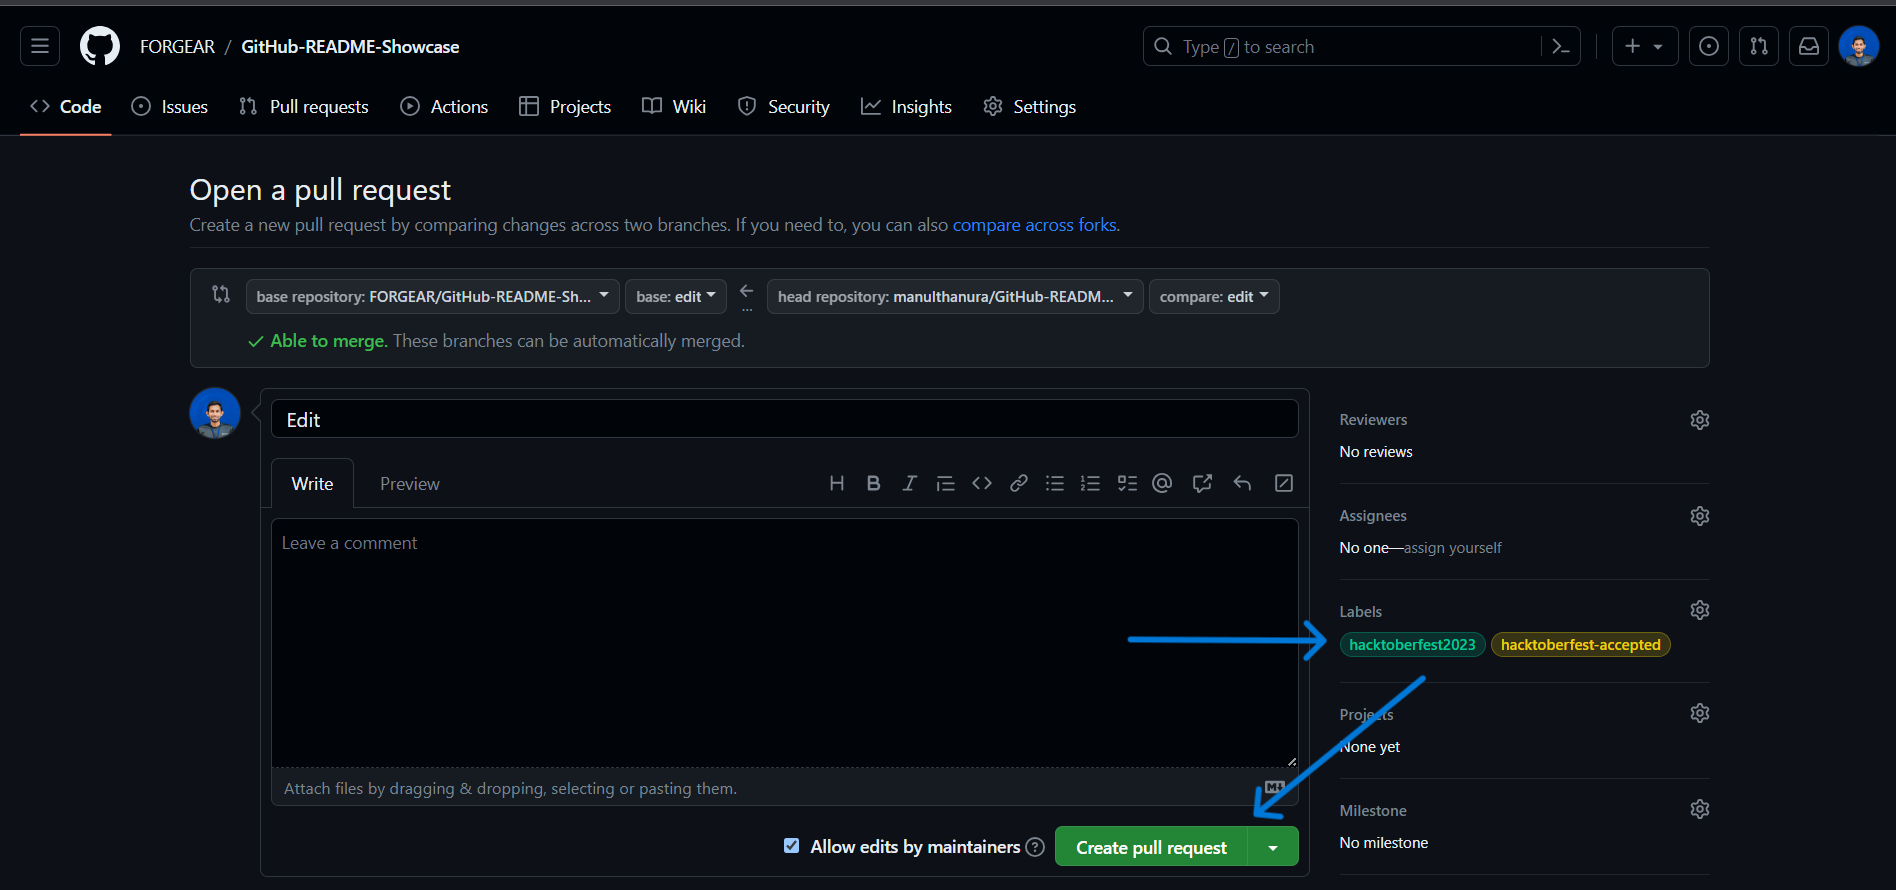 FORGEAR / GitHub-README-Showcase
Type / to search
Code Issues Pull requests Actions Projects Wiki Security Insights Settings
Open a pull request
Create a new pull request by comparing changes across two branches. If you need to, you can also compare across forks.
base repository: FORGEAR/GitHub-README-Sh... base: edit ← ... head repository: manulthanura/GitHub-READM... compare: edit
Able to merge. These branches can be automatically merged.
Edit
Write Preview
Leave a comment
Attach files by dragging & dropping, selecting or pasting them.
Allow edits by maintainers
Create pull request
Reviewers
No reviews
Assignees
No one—assign yourself
Labels
hacktoberfest2023 hacktoberfest-accepted
Projects
None yet
Milestone
No milestone